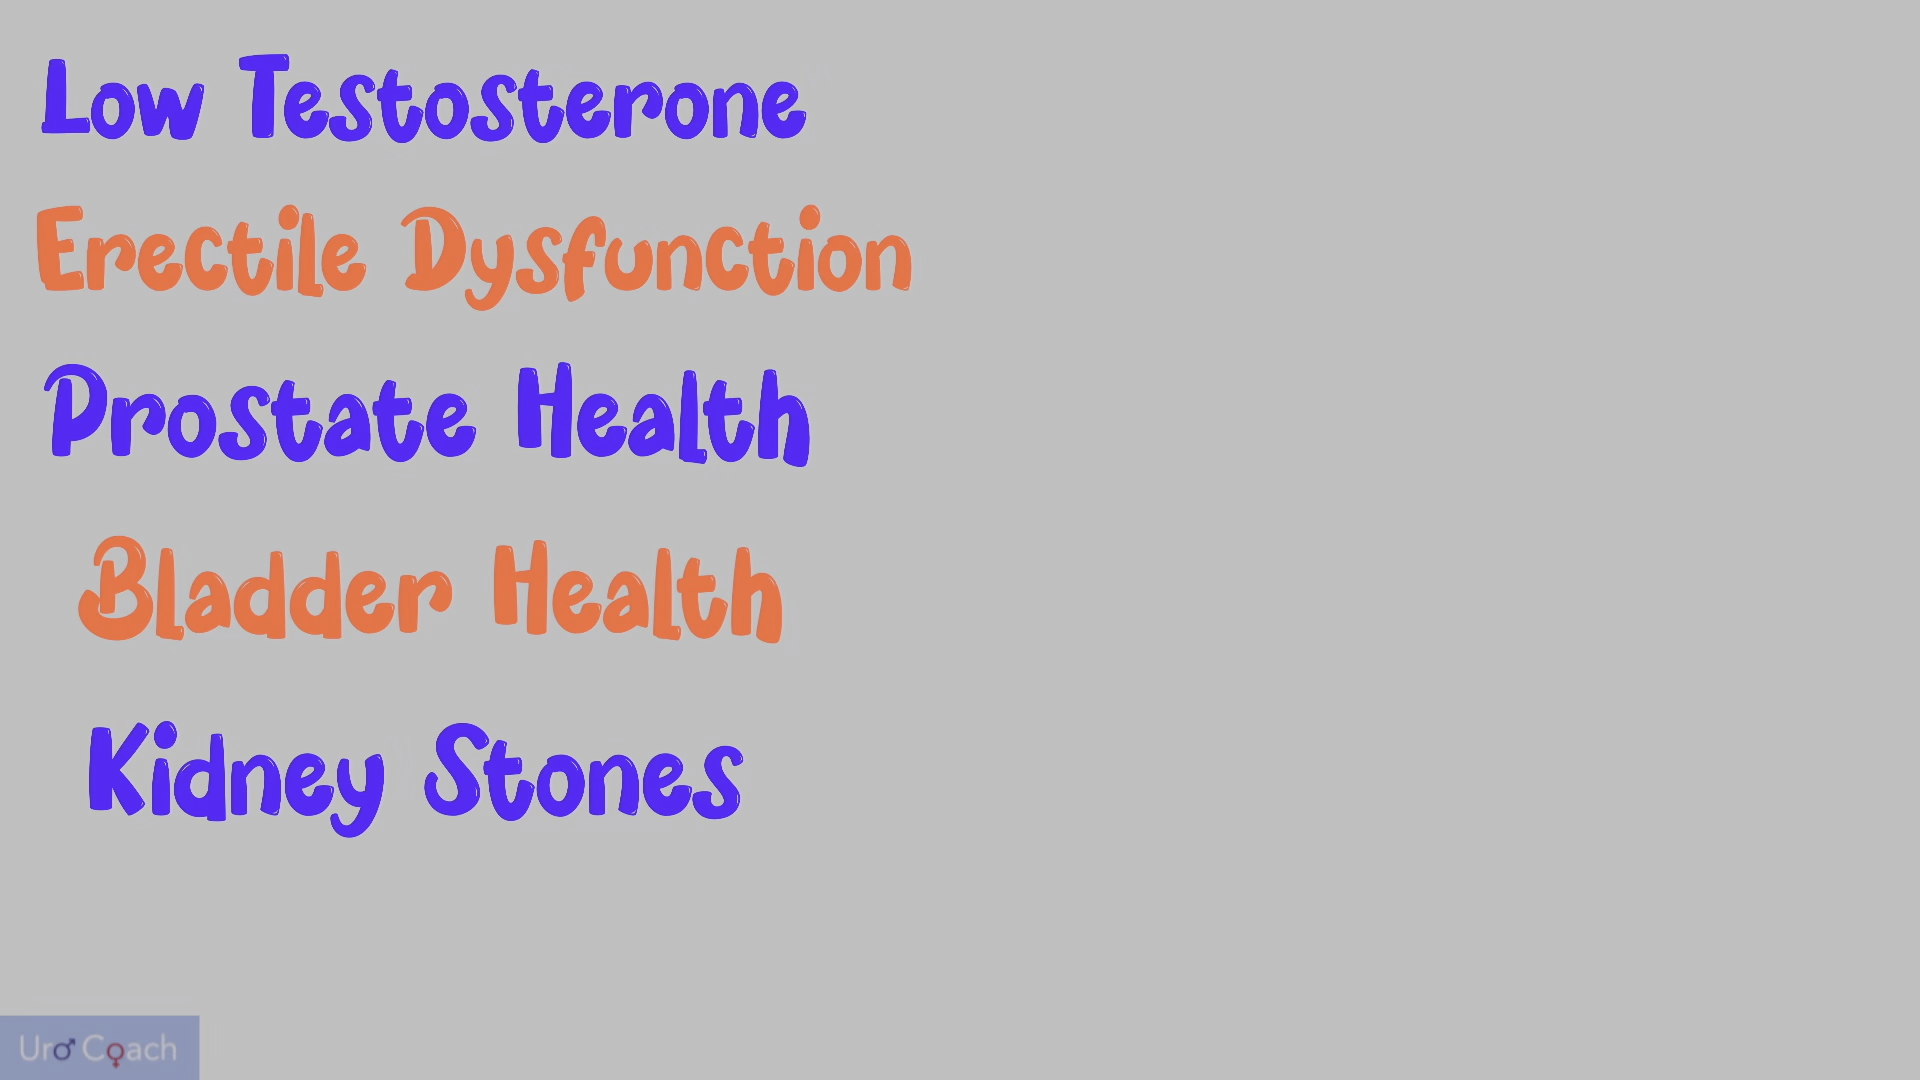 Low Testosterone
Erectile Dysfunction
Prostate Health
Bladder Health
Kidney Stones
Uro Coach